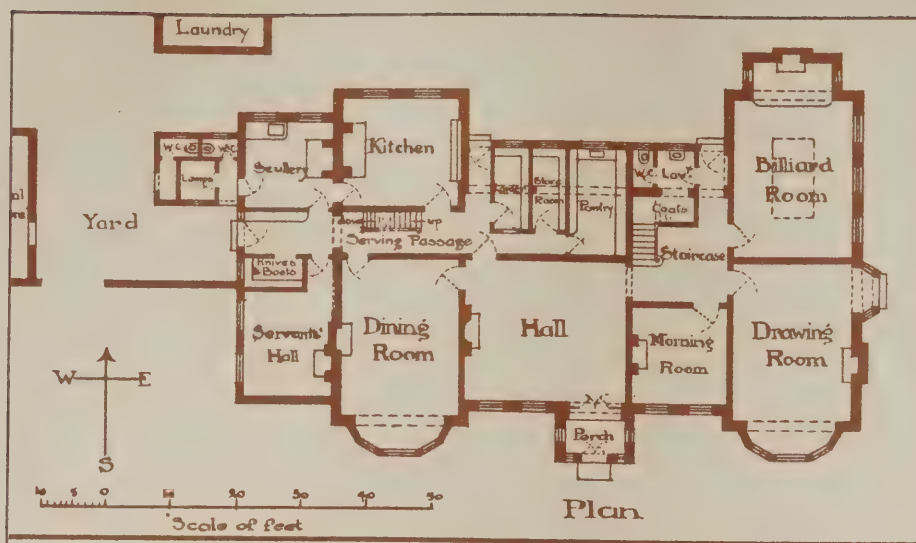 Laundry
Kitchen
Scullery
W.C.
W.C.
Lamps
Pantry
Room
W.C.
Lavy
Coals
Billiard
Room
Yard
down
up
Serving Passage
Staircase
Knives
Boots
Servants'
Hall
Dining
Room
Hall
Morning
Room
Drawing
Room
W
E
S
Porch
10 5 0 10 20 30 40 50
Scale of feet
Plan